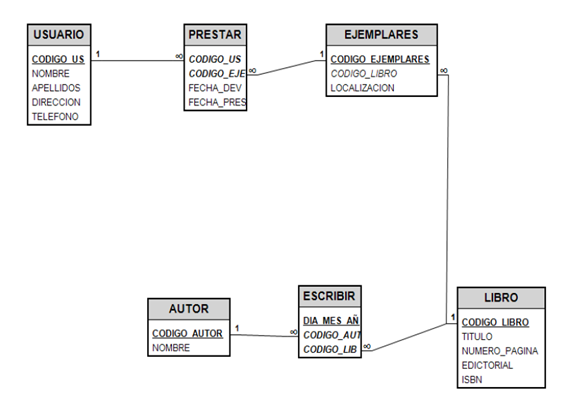 USUARIO
CODIGO_US
NOMBRE
APELLIDOS
DIRECCION
TELEFONO
1
∞
PRESTAR
CODIGO_US
CODIGO_EJE
FECHA_DEV
FECHA_PRES
∞
1
EJEMPLARES
CODIGO_EJEMPLARES
CODIGO_LIBRO
LOCALIZACION
∞
AUTOR
CODIGO_AUTOR
NOMBRE
1
∞
ESCRIBIR
DIA_MES_AÑ
CODIGO_AUT
CODIGO_LIB
∞
1
LIBRO
CODIGO_LIBRO
TITULO
NUMERO_PAGINA
EDICTORIAL
ISBN